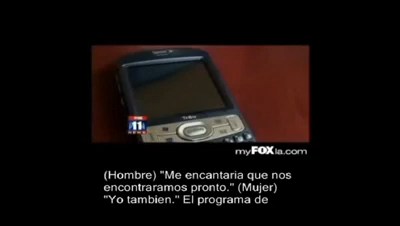 Treo
FOX
11
myFOXla.com
(Hombre) "Me encantaria que nos
encontraramos pronto." (Mujer)
"Yo tambien." El programa de